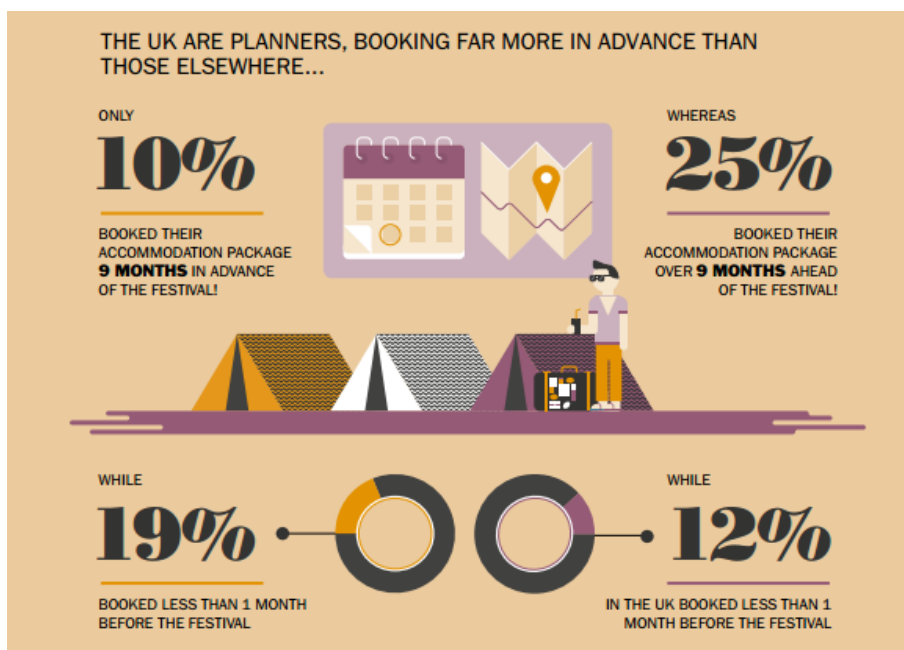 THE UK ARE PLANNERS, BOOKING FAR MORE IN ADVANCE THAN
THOSE ELSEWHERE...
ONLY
10%
BOOKED THEIR
ACCOMMODATION PACKAGE
9 MONTHS IN ADVANCE
OF THE FESTIVAL!
WHEREAS
25%
BOOKED THEIR
ACCOMMODATION PACKAGE
OVER 9 MONTHS AHEAD
OF THE FESTIVAL!
WHILE
19%
BOOKED LESS THAN 1 MONTH
BEFORE THE FESTIVAL
WHILE
12%
IN THE UK BOOKED LESS THAN 1
MONTH BEFORE THE FESTIVAL